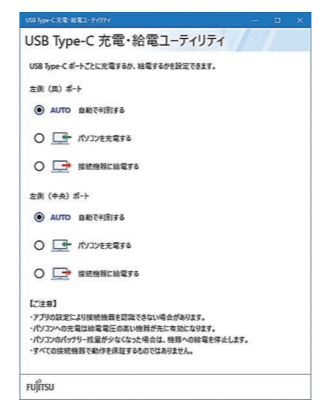 USB Type-C 充電・給電ユーティリティ
USB Type-C 充電・給電ユーティリティ
USB Type-C ポートごとに充電するか、給電するかを設定できます。
左側（奥）ポート
AUTO 自動で判別する
パソコンを充電する
接続機器に給電する
左側（中央）ポート
AUTO 自動で判別する
パソコンを充電する
接続機器に給電する
【ご注意】
・アプリの設定により接続機器を認識できない場合があります。
・パソコンへの充電は給電電圧の高い機器が先に有効になります。
・パソコンのバッテリー残量が少なくなった場合は、機器への給電を停止します。
・すべての接続機器で動作を保証するものではありません。
FUJITSU